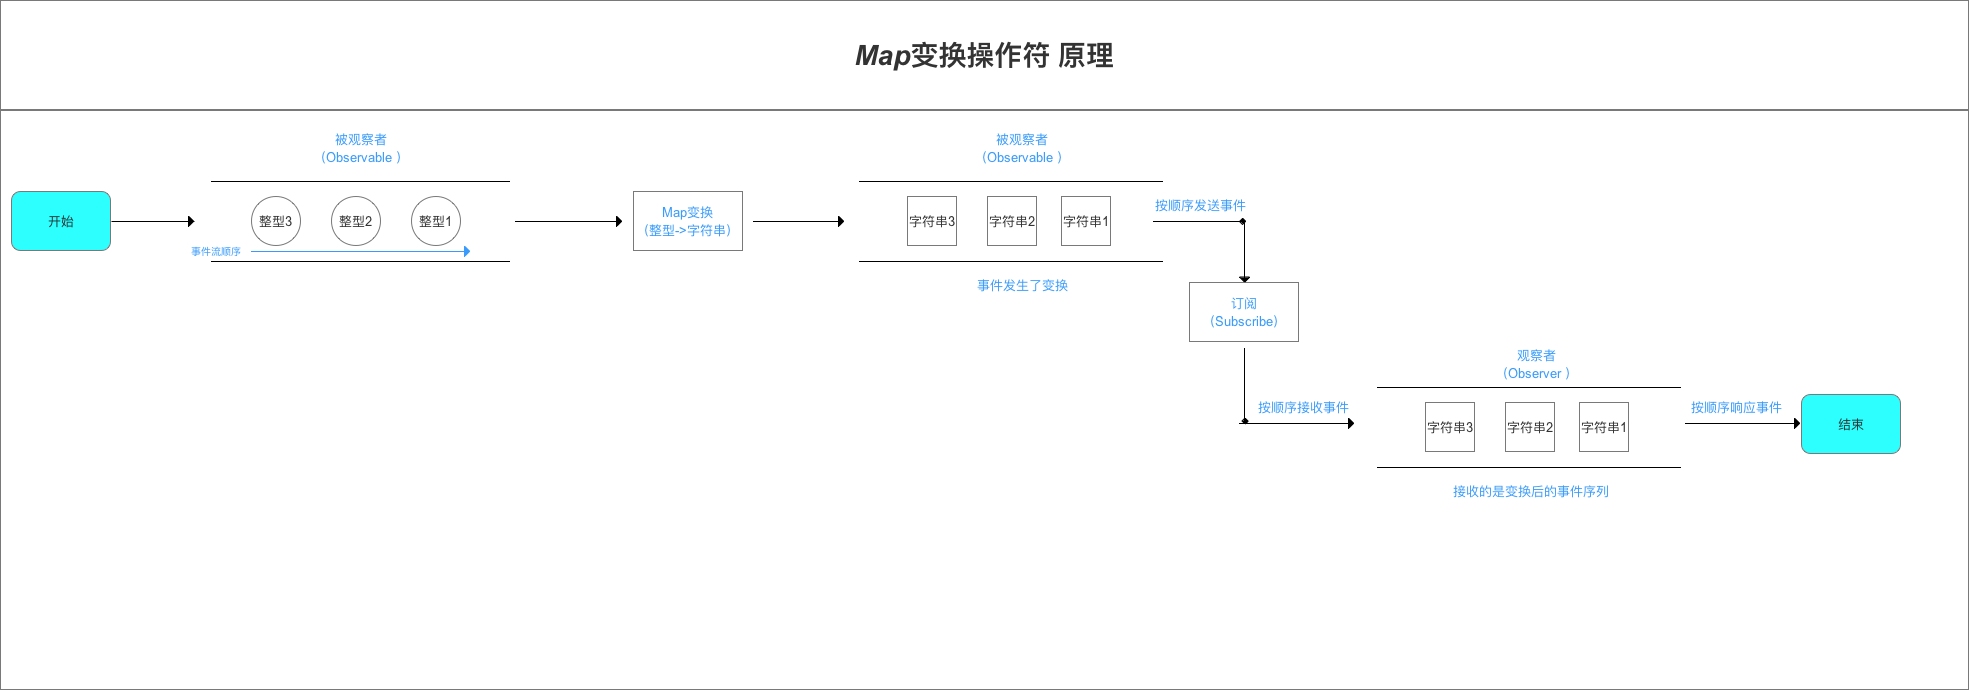 Map变换操作符 原理
被观察者
（Observable ）
开始
整型3
整型2
整型1
事件流顺序
Map变换
（整型->字符串）
被观察者
（Observable ）
字符串3
字符串2
字符串1
事件发生了变换
按顺序发送事件
订阅
（Subscribe）
按顺序接收事件
观察者
（Observer ）
字符串3
字符串2
字符串1
接收的是变换后的事件序列
按顺序响应事件
结束